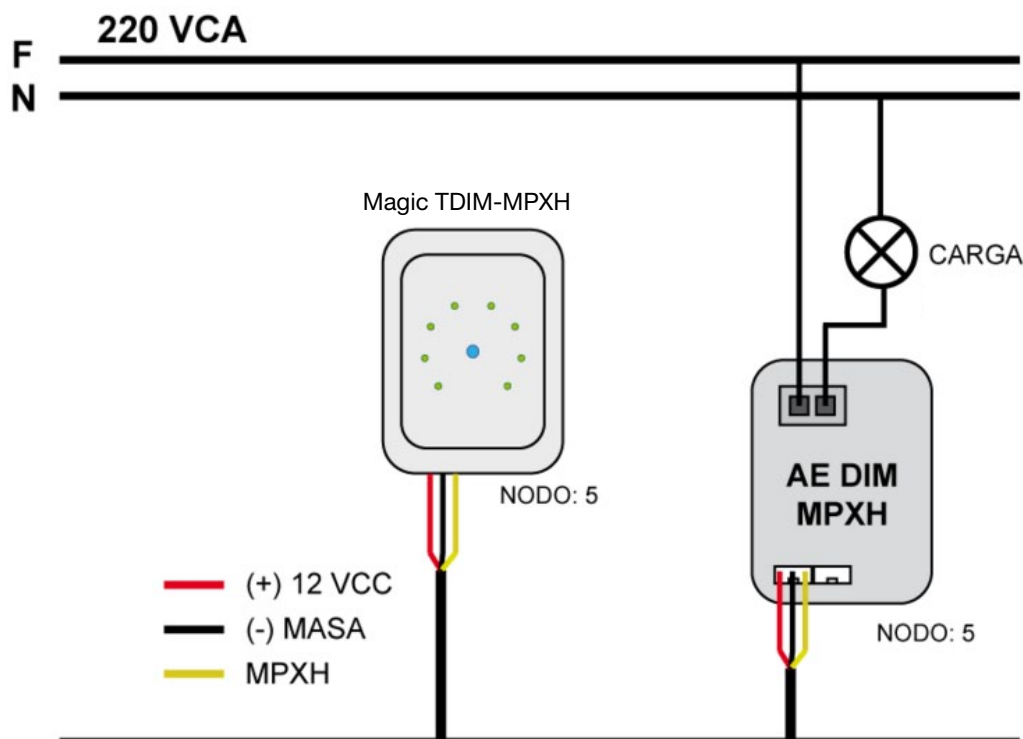 220 VCA
F
N
Magic TDIM-MPXH
CARGA
AE DIM
MPXH
NODO: 5
(+) 12 VCC
(-) MASA
NODO: 5
MPXH